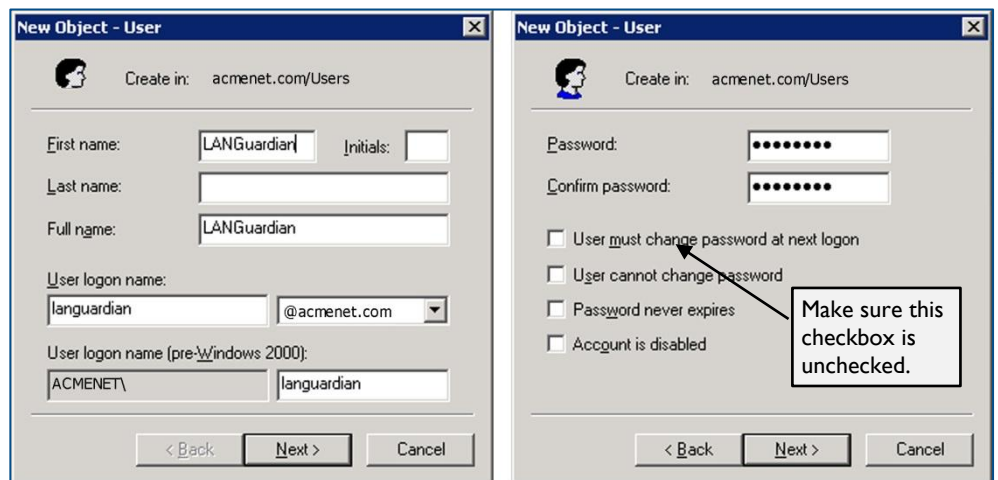 New Object - User
Create in: acmenet.com/Users
First name: LANGuardian Initials:
Last name:
Full name: LANGuardian
User logon name:
languardian @acmenet.com
User logon name (pre-Windows 2000):
ACMENET\ languardian
< Back Next > Cancel
New Object - User
Create in: acmenet.com/Users
Password: ●●●●●●●●
Confirm password: ●●●●●●●●
User must change password at next logon
User cannot change password
Password never expires
Account is disabled
Make sure this
checkbox is
unchecked.
< Back Next > Cancel